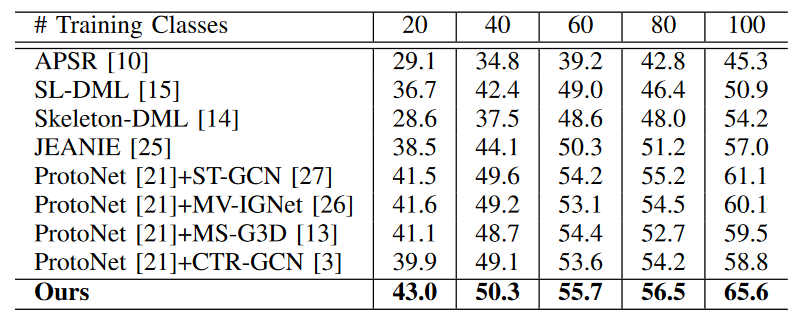 # Training Classes 20 40 60 80 100
APSR [10] 29.1 34.8 39.2 42.8 45.3
SL-DML [15] 36.7 42.4 49.0 46.4 50.9
Skeleton-DML [14] 28.6 37.5 48.6 48.0 54.2
JEANIE [25] 38.5 44.1 50.3 51.2 57.0
ProtoNet [21]+ST-GCN [27] 41.5 49.6 54.2 55.2 61.1
ProtoNet [21]+MV-IGNet [26] 41.6 49.2 53.1 54.5 60.1
ProtoNet [21]+MS-G3D [13] 41.1 48.7 54.4 52.7 59.5
ProtoNet [21]+CTR-GCN [3] 39.9 49.1 53.6 54.2 58.8
Ours 43.0 50.3 55.7 56.5 65.6